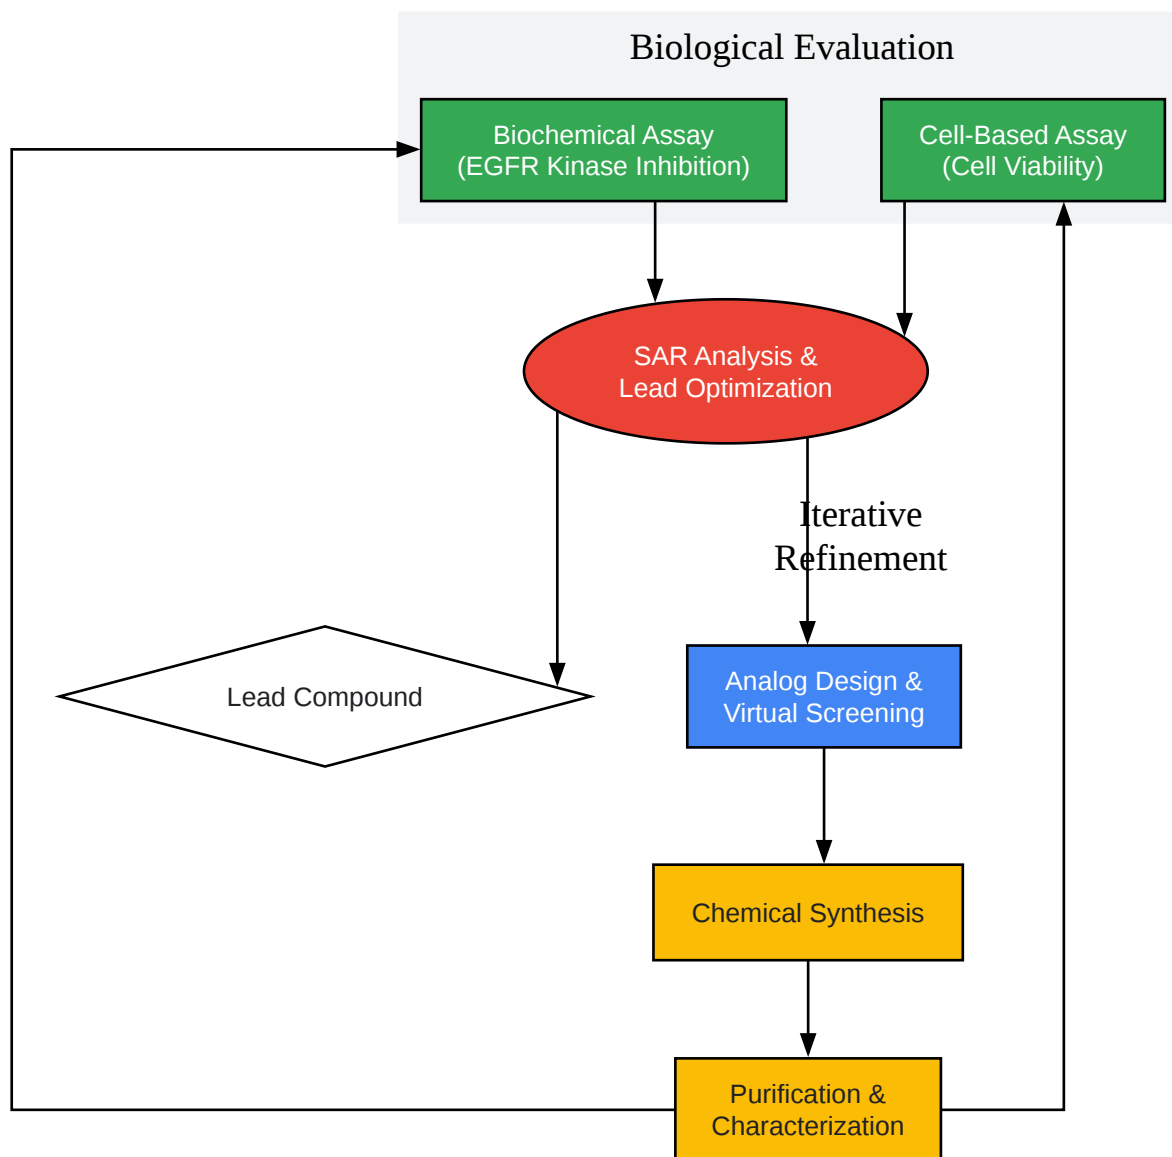 Biological Evaluation
Biochemical Assay
(EGFR Kinase Inhibition)
Cell-Based Assay
(Cell Viability)
SAR Analysis &
Lead Optimization
Iterative
Refinement
Lead Compound
Analog Design &
Virtual Screening
Chemical Synthesis
Purification &
Characterization